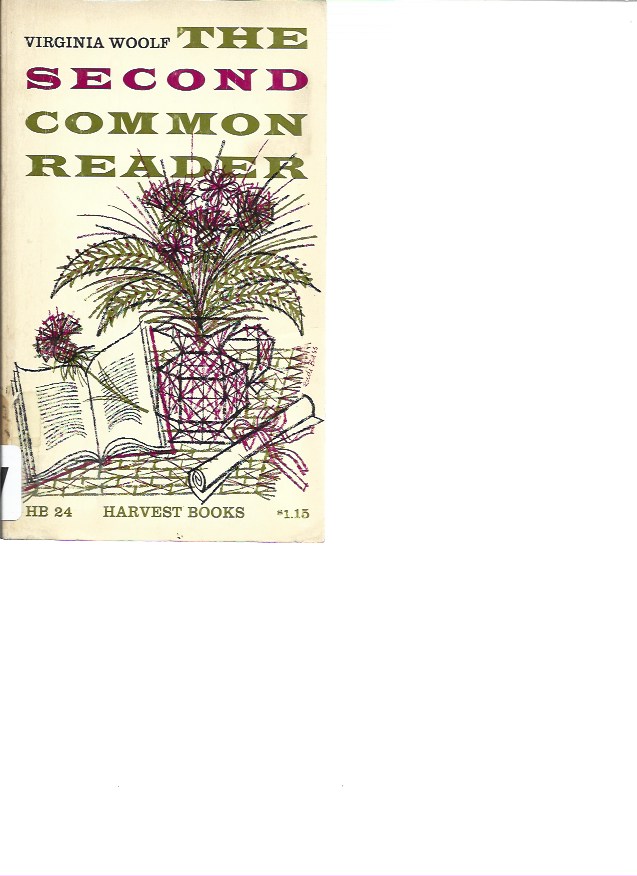 VIRGINIA WOOLF THE
SECOND
COMMON
READER
HB 24 HARVEST BOOKS $1.15